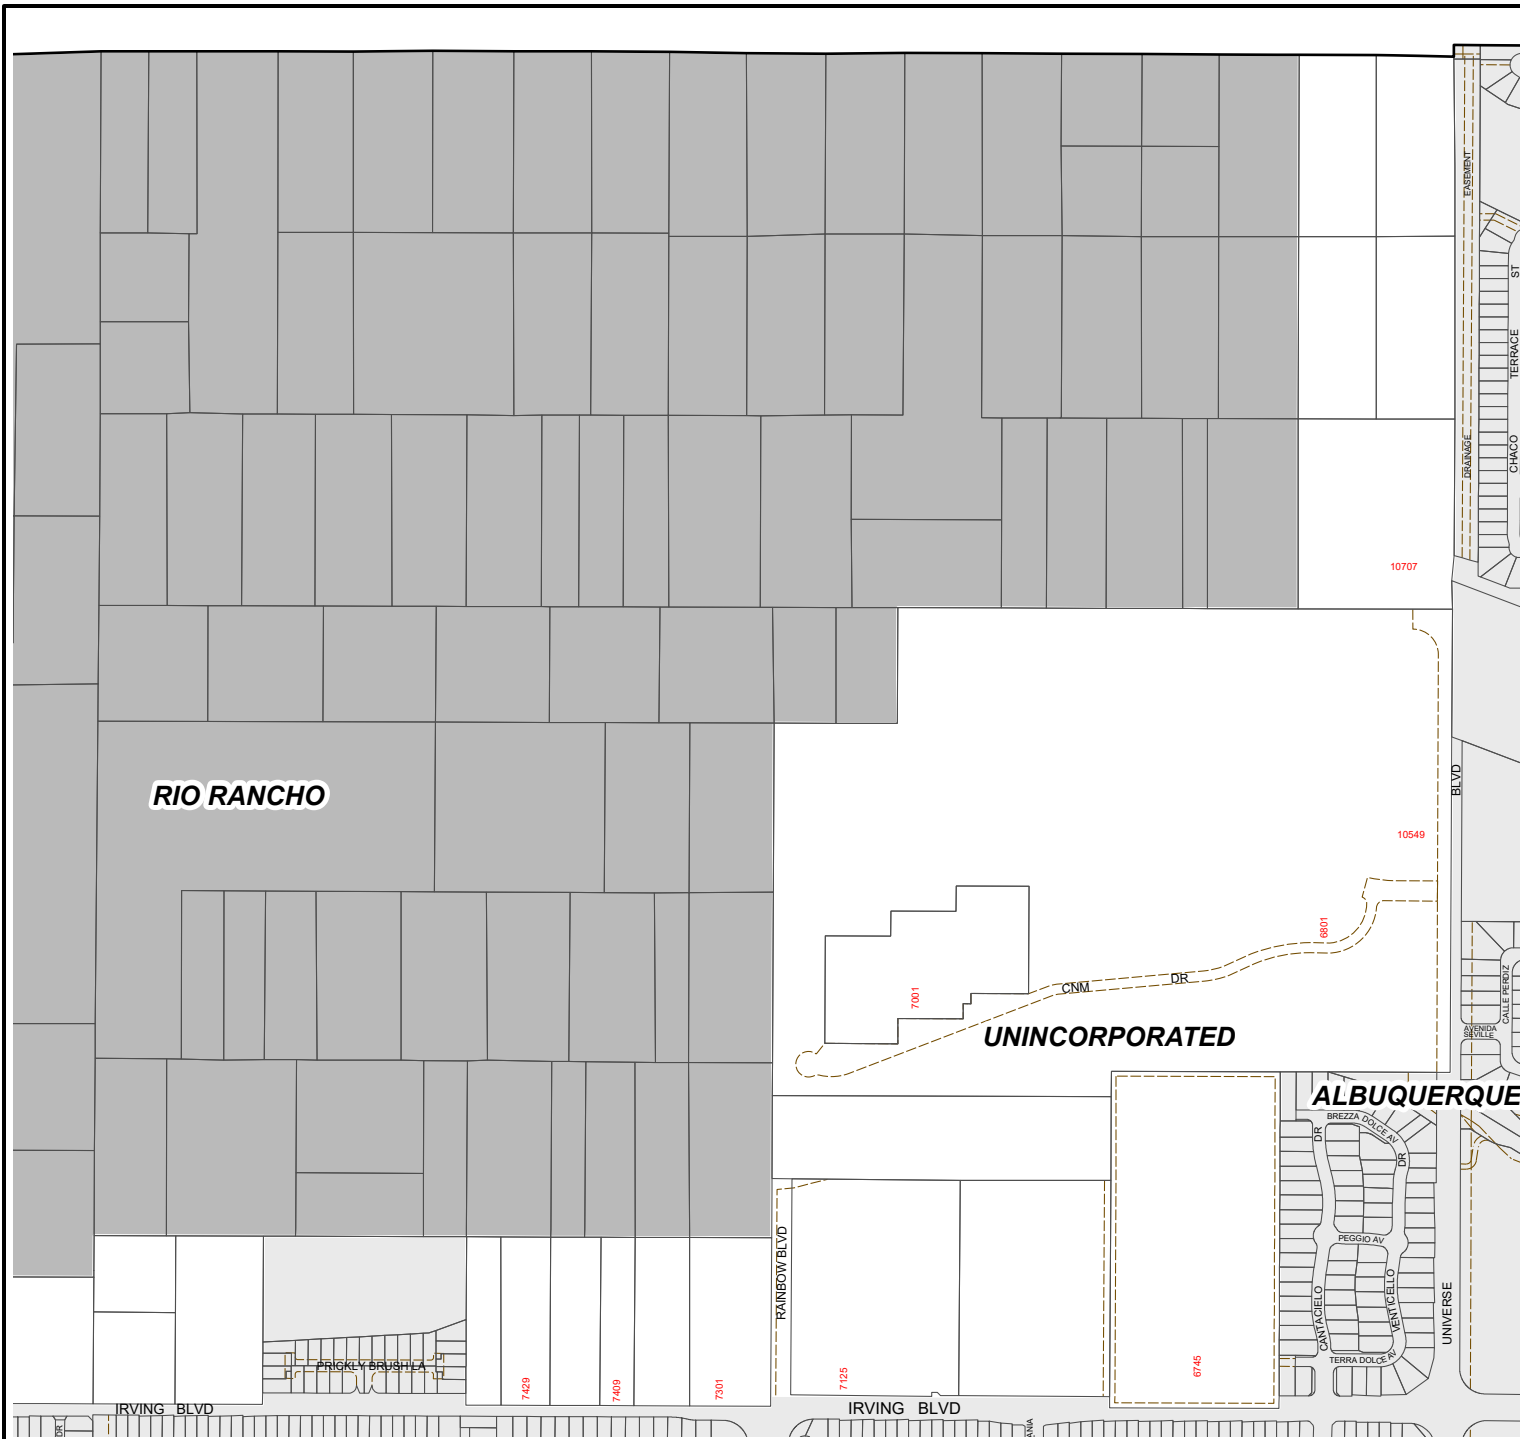 EASEMENT
ST
TERRACE
DRAINAGE
CHACO
10707
BLVD
RIO RANCHO
10549
6801
CALLE PERDIZ
7001
CNM
DR
AVENIDA
SEVILLE
UNINCORPORATED
ALBUQUERQUE
BREZZA DOLCE AV
DR
DR
PEGGIO AV
RAINBOW BLVD
CANTACIELO
VENTICELLO
UNIVERSE
TERRA DOLCE AV
PRICKLY BRUSH LA
7429
7409
7301
7125
6745
IRVING BLVD
IRVING BLVD
DR
ANIA